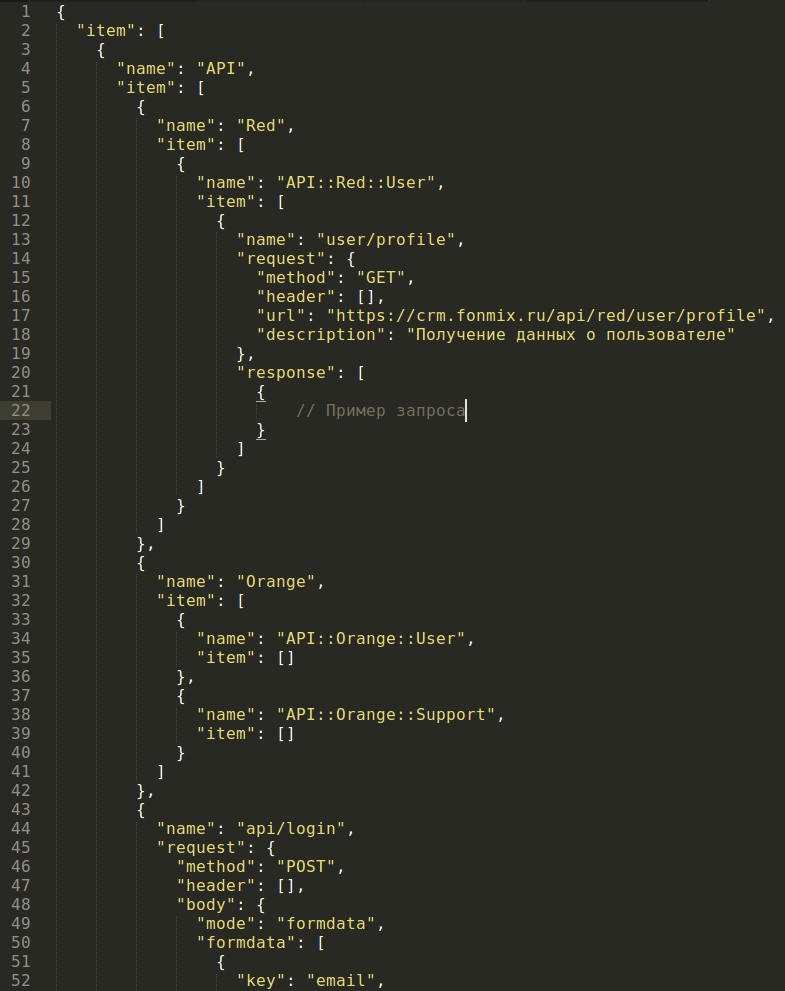 1 {
2   "item": [
3     {
4       "name": "API",
5       "item": [
6         {
7           "name": "Red",
8           "item": [
9             {
10               "name": "API::Red::User",
11               "item": [
12                 {
13                   "name": "user/profile",
14                   "request": {
15                     "method": "GET",
16                     "header": [],
17                     "url": "https://crm.fonmix.ru/api/red/user/profile",
18                     "description": "Получение данных о пользователе"
19                   },
20                   "response": [
21                     {
22                         // Пример запроса
23                     }
24                   ]
25                 }
26               ]
27             }
28           ]
29         },
30         {
31           "name": "Orange",
32           "item": [
33             {
34               "name": "API::Orange::User",
35               "item": []
36             },
37             {
38               "name": "API::Orange::Support",
39               "item": []
40             }
41           ]
42         },
43         {
44           "name": "api/login",
45           "request": {
46             "method": "POST",
47             "header": [],
48             "body": {
49               "mode": "formdata",
50               "formdata": [
51                 {
52                   "key": "email",